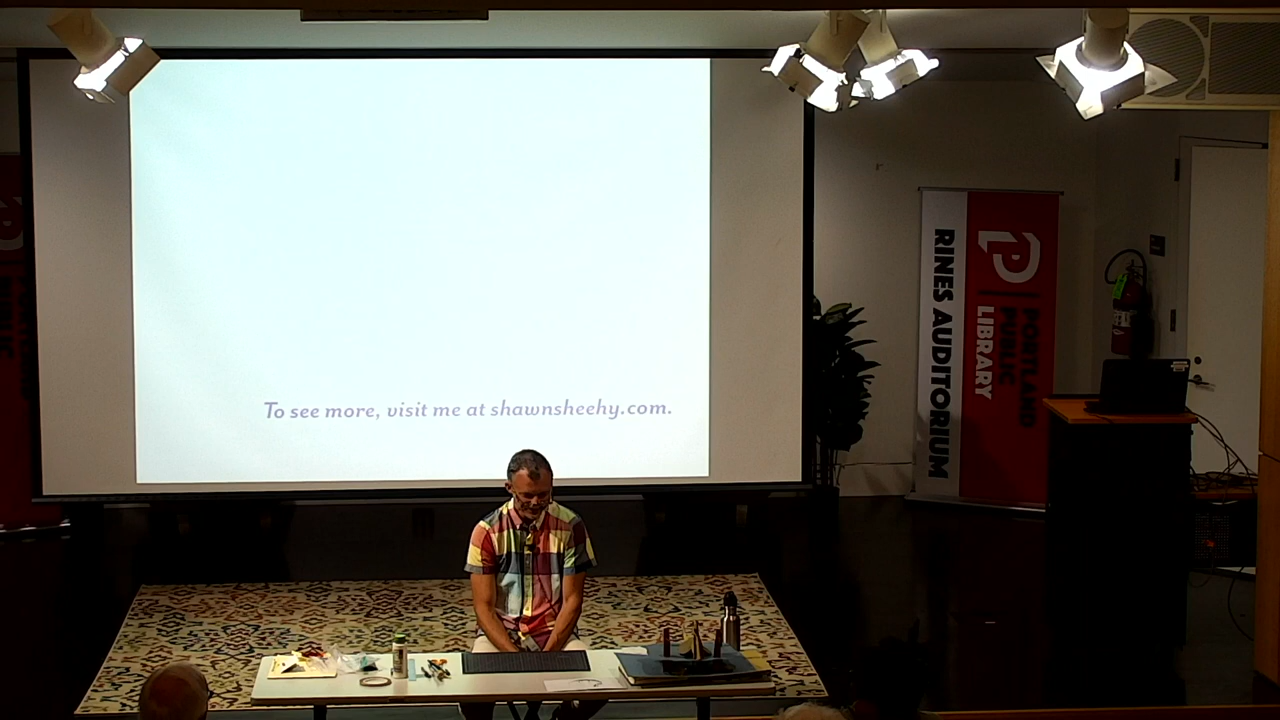 To see more, visit me at shawnsheehy.com.
RINES AUDITORIUM
PORTLAND
PUBLIC
LIBRARY